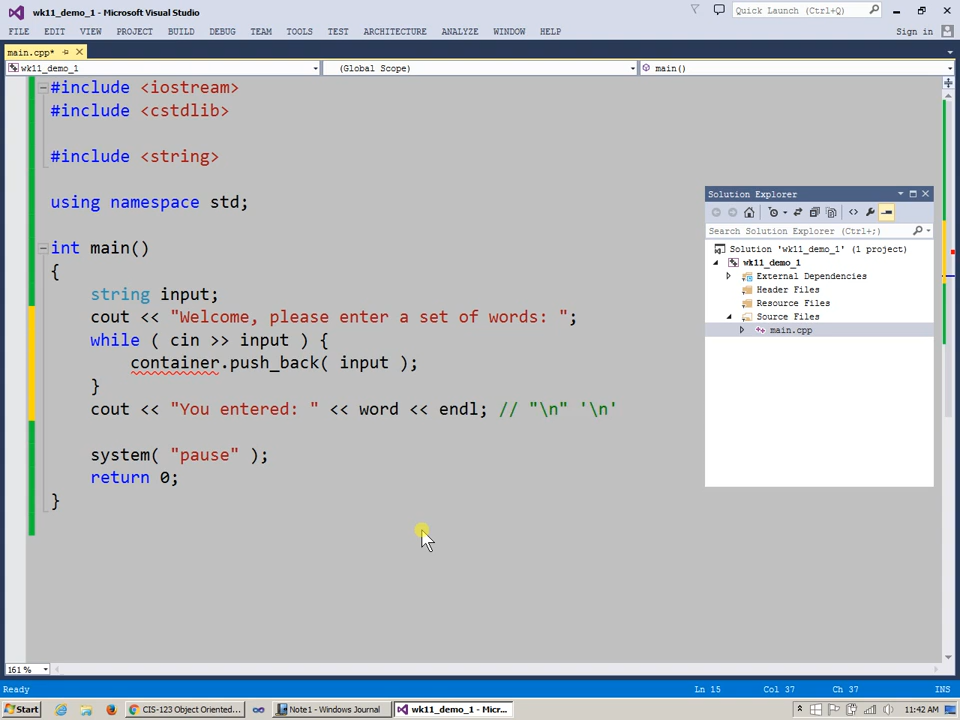 wk11_demo_1 - Microsoft Visual Studio
Quick Launch (Ctrl+Q)
FILE EDIT VIEW PROJECT BUILD DEBUG TEAM TOOLS TEST ARCHITECTURE ANALYZE WINDOW HELP
Sign in
main.cpp*
wk11_demo_1 (Global Scope) main()
#include <iostream>
#include <cstdlib>
#include <string>
using namespace std;
int main()
{
string input;
cout << "Welcome, please enter a set of words: ";
while ( cin >> input ) {
container.push_back( input );
}
cout << "You entered: " << word << endl; // "\n" '\n'
system( "pause" );
return 0;
}
Solution Explorer
Search Solution Explorer (Ctrl+;)
Solution 'wk11_demo_1' (1 project)
wk11_demo_1
External Dependencies
Header Files
Resource Files
Source Files
main.cpp
161 %
Ready Ln 15 Col 37 Ch 37 INS
Start CIS-123 Object Oriented... Note1 - Windows Journal wk11_demo_1 - Micr... 11:42 AM